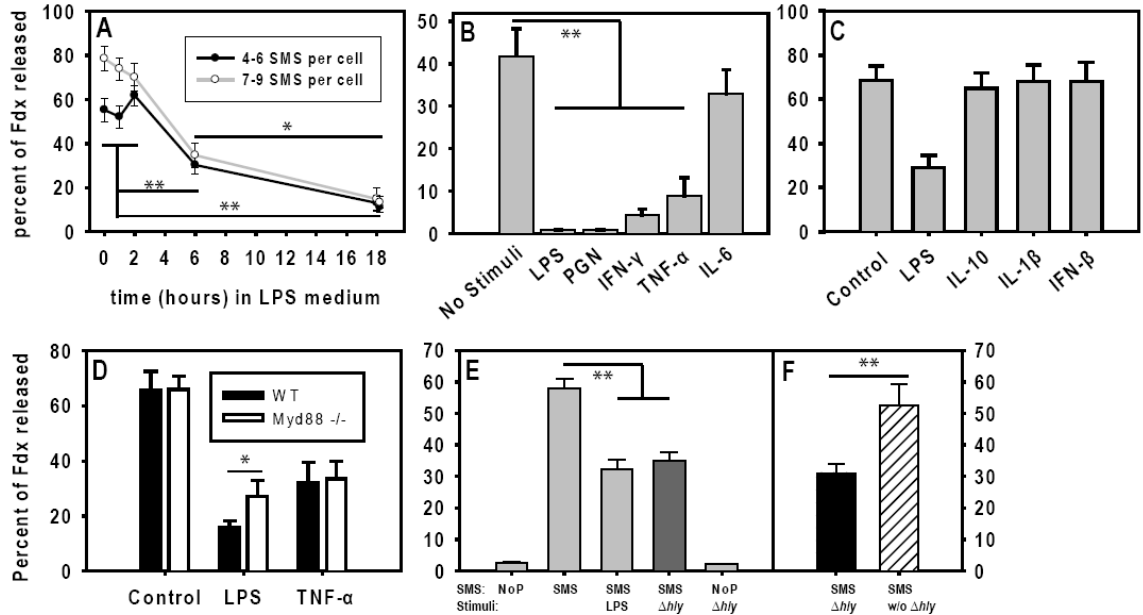 A
4-6 SMS per cell
7-9 SMS per cell
percent of Fdx released
100
80
60
40
20
0
*
**
**
0 2 4 6 8 10 12 14 16 18
time (hours) in LPS medium
B
50
40
30
20
10
0
**
No Stimuli
LPS
PGN
IFN-γ
TNF-α
IL-6
C
100
80
60
40
20
0
Control
LPS
IL-10
IL-1β
IFN-β
D
WT
Myd88 -/-
Percent of Fdx released
80
60
40
20
0
*
Control LPS TNF-α
E
70
60
50
40
30
20
10
0
**
SMS: NoP SMS SMS SMS NoP
Stimuli: LPS Δhly Δhly
F
70
60
50
40
30
20
10
0
**
SMS SMS
Δhly w/o Δhly